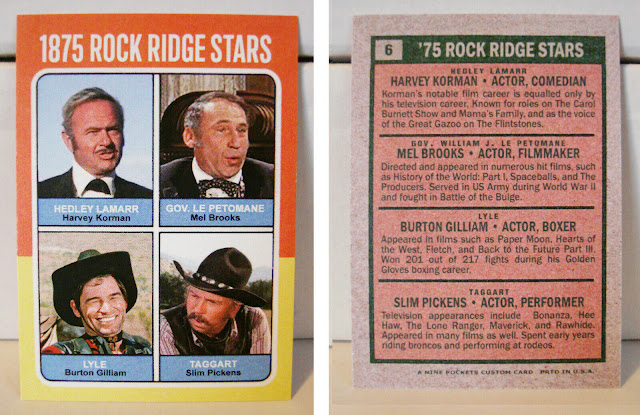 1875 ROCK RIDGE STARS
HEDLEY LAMARR
Harvey Korman
GOV. LE PETOMANE
Mel Brooks
LYLE
Burton Gilliam
TAGGART
Slim Pickens
6
'75 ROCK RIDGE STARS
HEDLEY LAMARR
HARVEY KORMAN • ACTOR, COMEDIAN
Korman's notable film career is equalled only by
his television career. Known for roles on The Carol
Burnett Show and Mama's Family, and as the voice
of the Great Gazoo on The Flintstones.
GOV. WILLIAM J. LE PETOMANE
MEL BROOKS • ACTOR, FILMMAKER
Directed and appeared in numerous hit films, such
as History of the World: Part I, Spaceballs, and The
Producers. Served in US Army during World War II
and fought in Battle of the Bulge.
LYLE
BURTON GILLIAM • ACTOR, BOXER
Appeared in films such as Paper Moon, Hearts of
the West, Fletch, and Back to the Future Part III.
Won 201 out of 217 fights during his Golden
Gloves boxing career.
TAGGART
SLIM PICKENS • ACTOR, PERFORMER
Television appearances include Bonanza, Hee
Haw, The Lone Ranger, Maverick, and Rawhide.
Appeared in many films as well. Spent early years
riding broncos and performing at rodeos.
A NINE POCKETS CUSTOM CARD PRTD IN U.S.A.